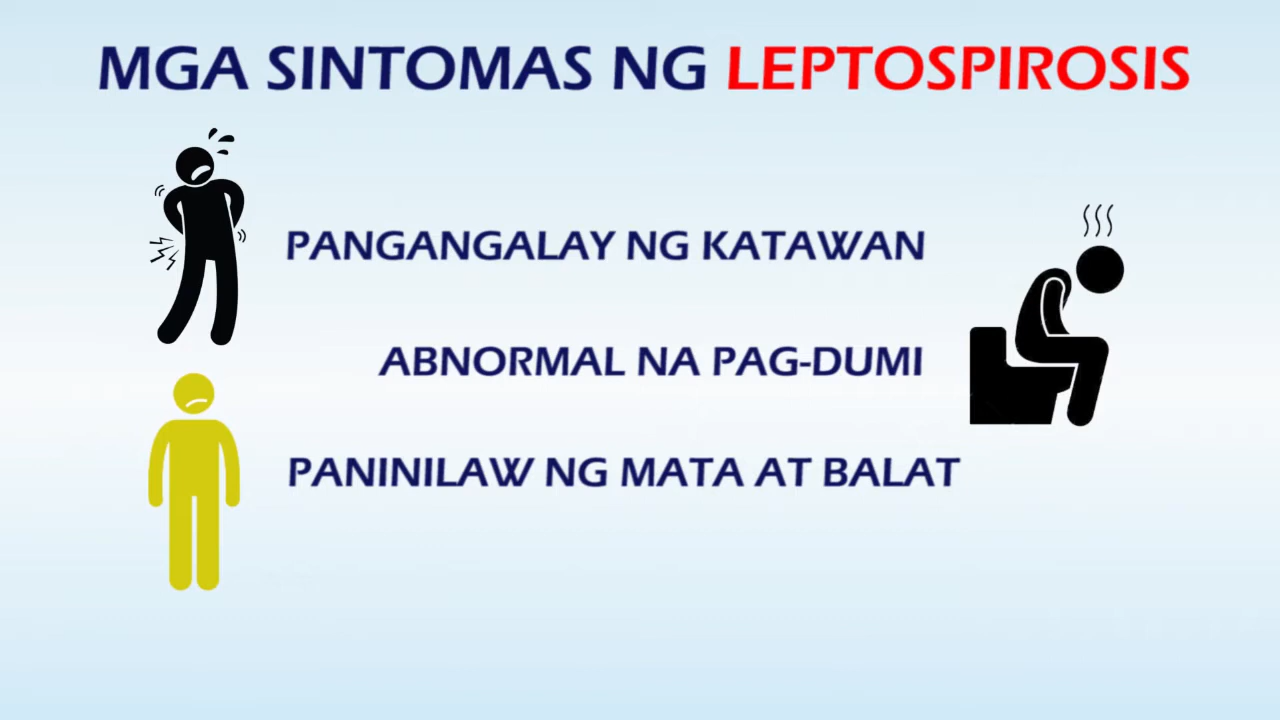 MGA SINTOMAS NG LEPTOSPIROSIS
PANGANGALAY NG KATAWAN
ABNORMAL NA PAG-DUMI
PANINILAW NG MATA AT BALAT